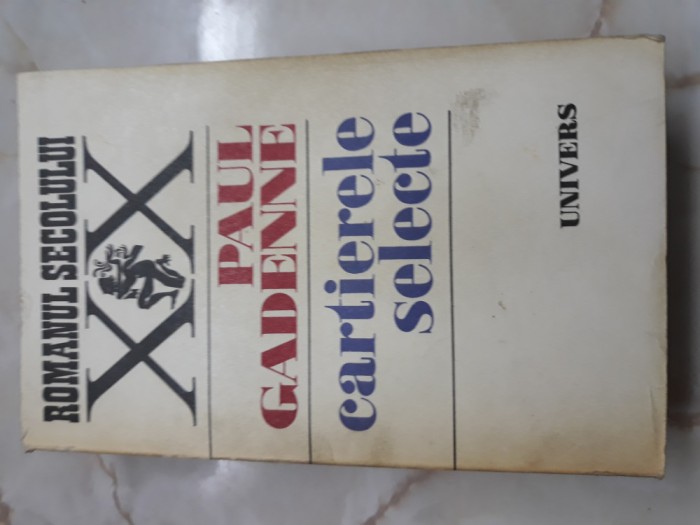 ROMANUL SECOLULUI
XX
PAUL
GADENNE
cartierele
selecte
UNIVERS